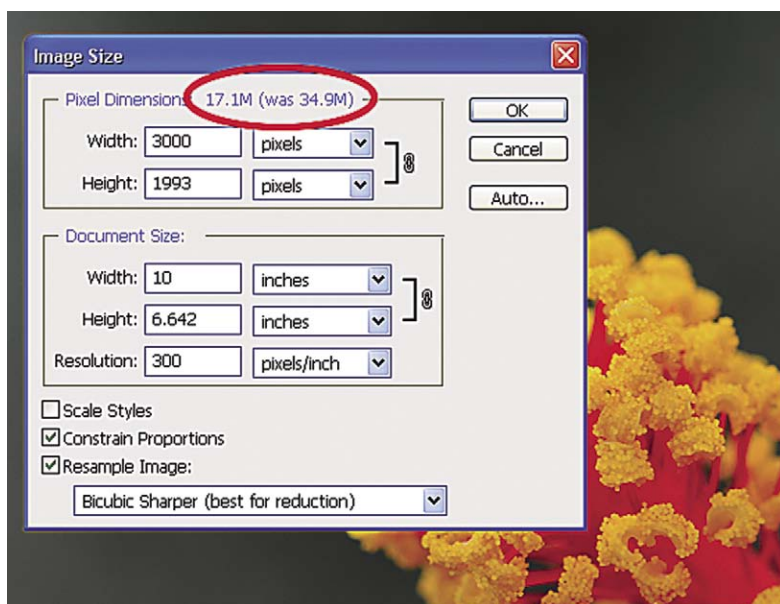 Image Size
Pixel Dimensions: 17.1M (was 34.9M)
Width: 3000 pixels
Height: 1993 pixels
OK
Cancel
Auto...
Document Size:
Width: 10 inches
Height: 6.642 inches
Resolution: 300 pixels/inch
Scale Styles
Constrain Proportions
Resample Image:
Bicubic Sharper (best for reduction)